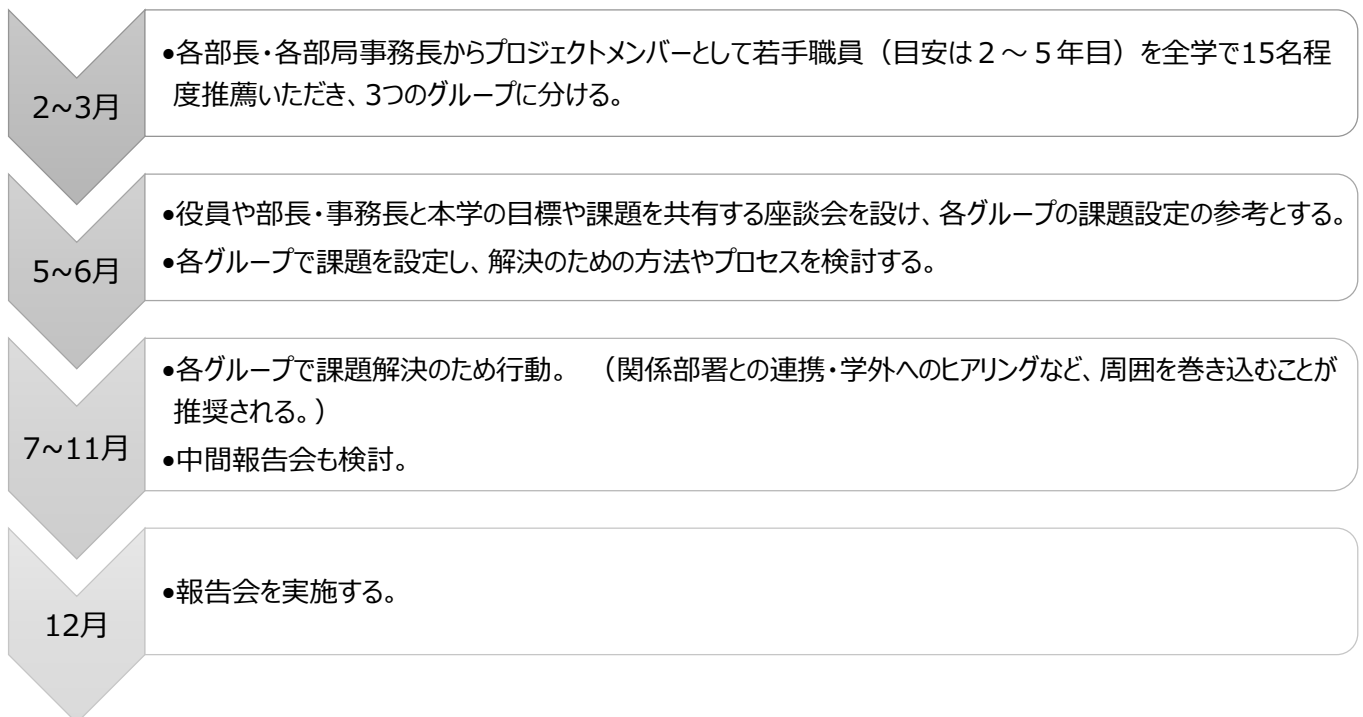 2~3月
•各部長・各部局事務長からプロジェクトメンバーとして若手職員（目安は２～５年目）を全学で15名程
度推薦いただき、3つのグループに分ける。
5~6月
•役員や部長・事務長と本学の目標や課題を共有する座談会を設け、各グループの課題設定の参考とする。
•各グループで課題を設定し、解決のための方法やプロセスを検討する。
7~11月
•各グループで課題解決のため行動。　（関係部署との連携・学外へのヒアリングなど、周囲を巻き込むことが
推奨される。）
•中間報告会も検討。
12月
•報告会を実施する。